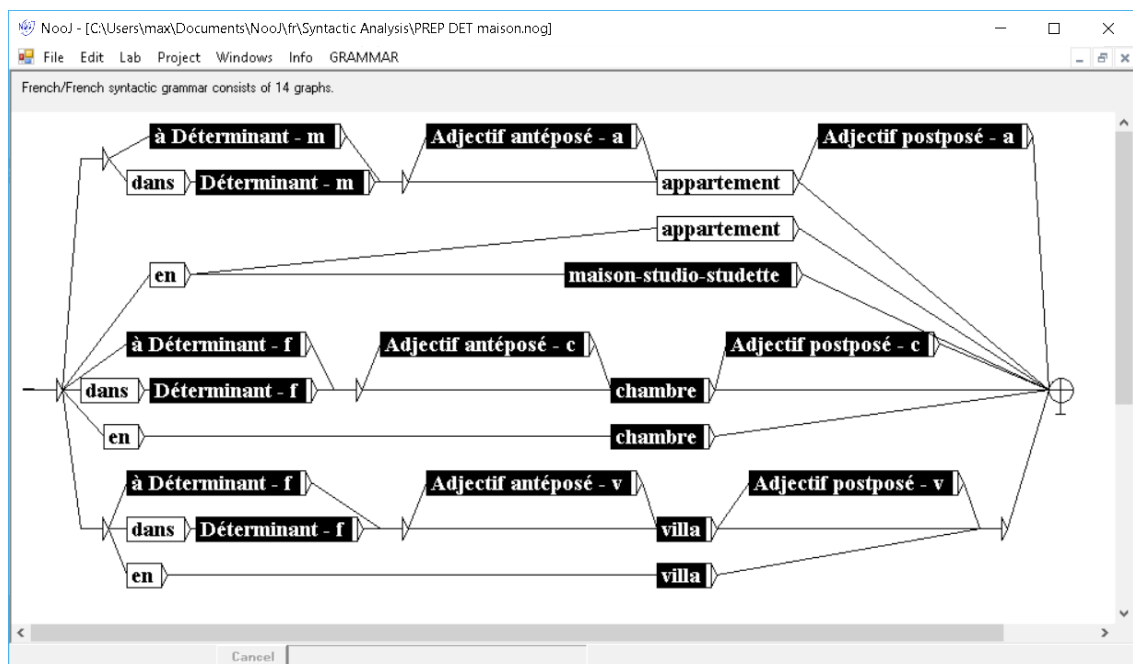 NooJ - [C:\Users\max\Documents\NooJ\fr\Syntactic Analysis\PREP DET maison.nog]
File Edit Lab Project Windows Info GRAMMAR
French/French syntactic grammar consists of 14 graphs.
à Déterminant - m Adjectif antéposé - a Adjectif postposé - a
dans Déterminant - m appartement
appartement
en maison-studio-studette
à Déterminant - f Adjectif antéposé - c Adjectif postposé - c
dans Déterminant - f chambre
en chambre
à Déterminant - f Adjectif antéposé - v Adjectif postposé - v
dans Déterminant - f villa
en villa
Cancel